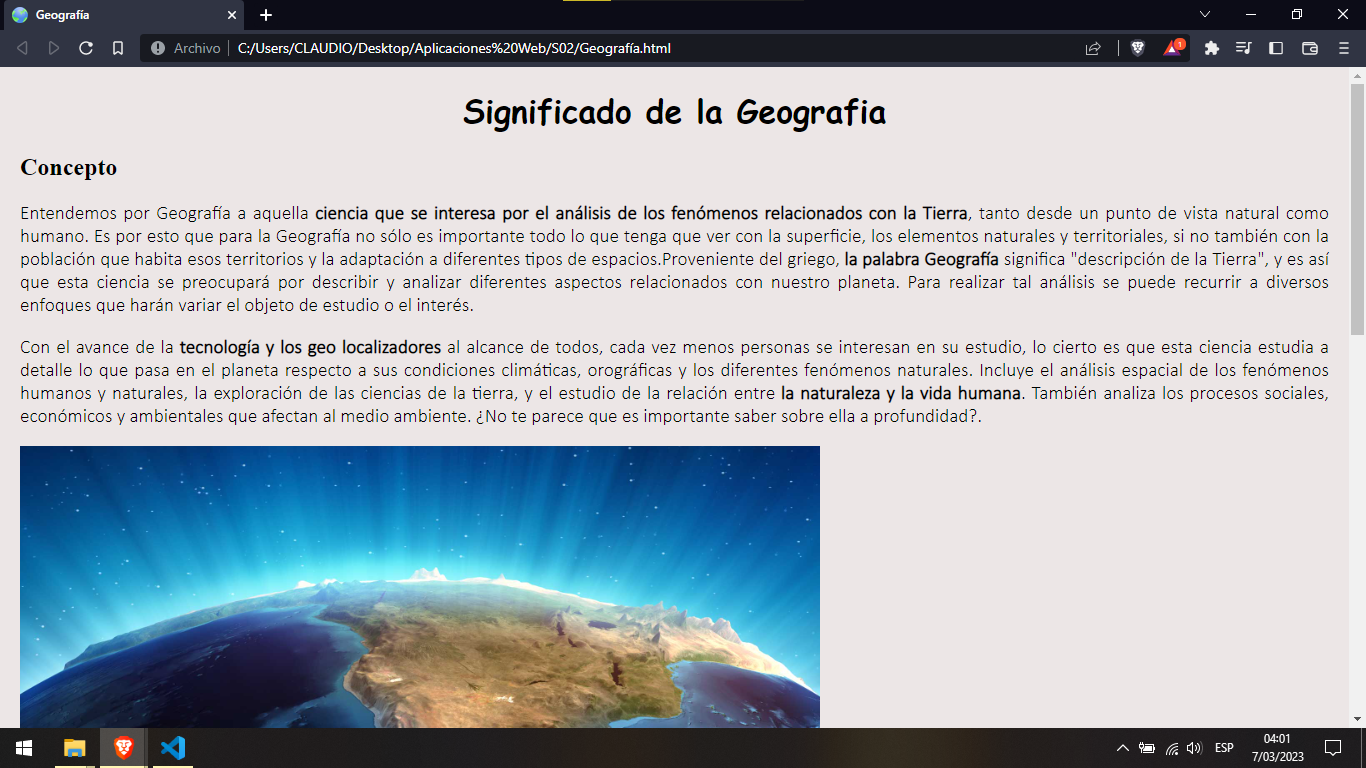 Geografía
Archivo
C:/Users/CLAUDIO/Desktop/Aplicaciones%20Web/S02/Geografía.html
1
Significado de la Geografia
Concepto
Entendemos por Geografía a aquella ciencia que se interesa por el análisis de los fenómenos relacionados con la Tierra, tanto desde un punto de vista natural como
humano. Es por esto que para la Geografía no sólo es importante todo lo que tenga que ver con la superficie, los elementos naturales y territoriales, si no también con la
población que habita esos territorios y la adaptación a diferentes tipos de espacios.Proveniente del griego, la palabra Geografía significa "descripción de la Tierra", y es así
que esta ciencia se preocupará por describir y analizar diferentes aspectos relacionados con nuestro planeta. Para realizar tal análisis se puede recurrir a diversos
enfoques que harán variar el objeto de estudio o el interés.
Con el avance de la tecnología y los geo localizadores al alcance de todos, cada vez menos personas se interesan en su estudio, lo cierto es que esta ciencia estudia a
detalle lo que pasa en el planeta respecto a sus condiciones climáticas, orográficas y los diferentes fenómenos naturales. Incluye el análisis espacial de los fenómenos
humanos y naturales, la exploración de las ciencias de la tierra, y el estudio de la relación entre la naturaleza y la vida humana. También analiza los procesos sociales,
económicos y ambientales que afectan al medio ambiente. ¿No te parece que es importante saber sobre ella a profundidad?.
ESP
04:01
7/03/2023